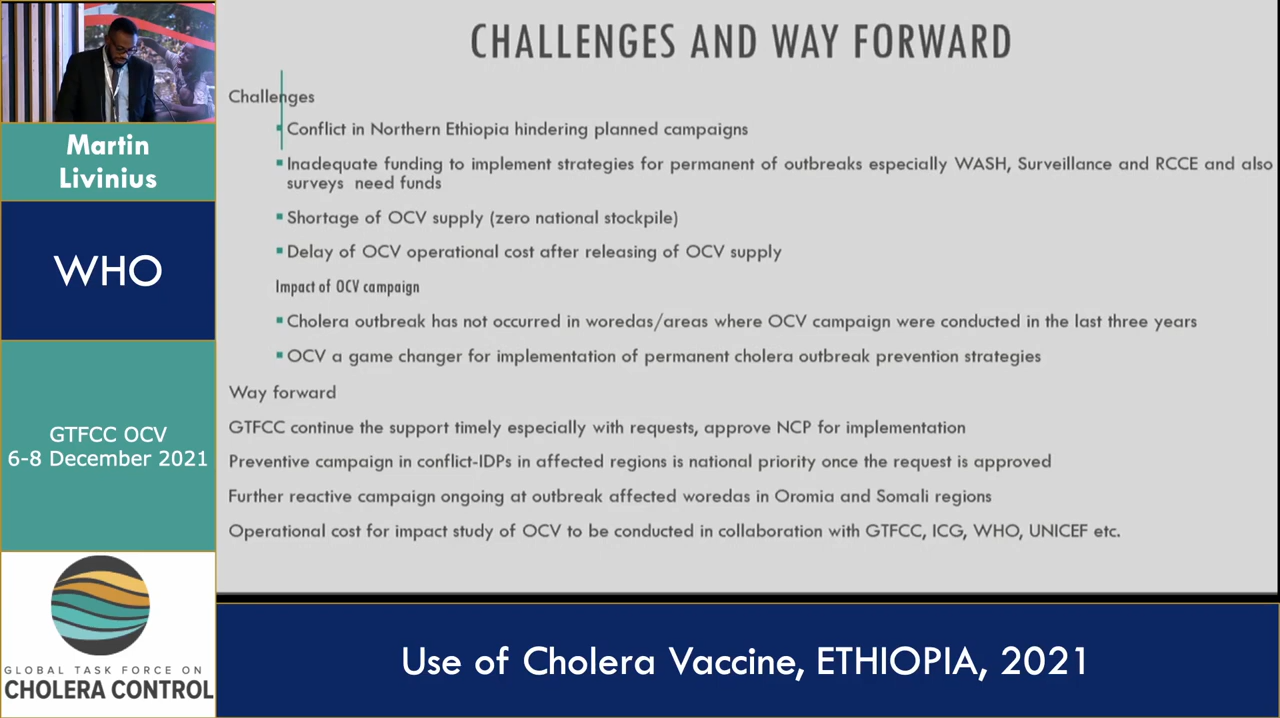 CHALLENGES AND WAY FORWARD
Challenges
Conflict in Northern Ethiopia hindering planned campaigns
Inadequate funding to implement strategies for permanent of outbreaks especially WASH, Surveillance and RCCE and also
surveys need funds
Shortage of OCV supply (zero national stockpile)
Delay of OCV operational cost after releasing of OCV supply
Impact of OCV campaign
Cholera outbreak has not occurred in woredas/areas where OCV campaign were conducted in the last three years
OCV a game changer for implementation of permanent cholera outbreak prevention strategies
Way forward
GTFCC continue the support timely especially with requests, approve NCP for implementation
Preventive campaign in conflict-IDPs in affected regions is national priority once the request is approved
Further reactive campaign ongoing at outbreak affected woredas in Oromia and Somali regions
Operational cost for impact study of OCV to be conducted in collaboration with GTFCC, ICG, WHO, UNICEF etc.
Martin
Livinius
WHO
GTFCC OCV
6-8 December 2021
GLOBAL TASK FORCE ON
CHOLERA CONTROL
Use of Cholera Vaccine, ETHIOPIA, 2021